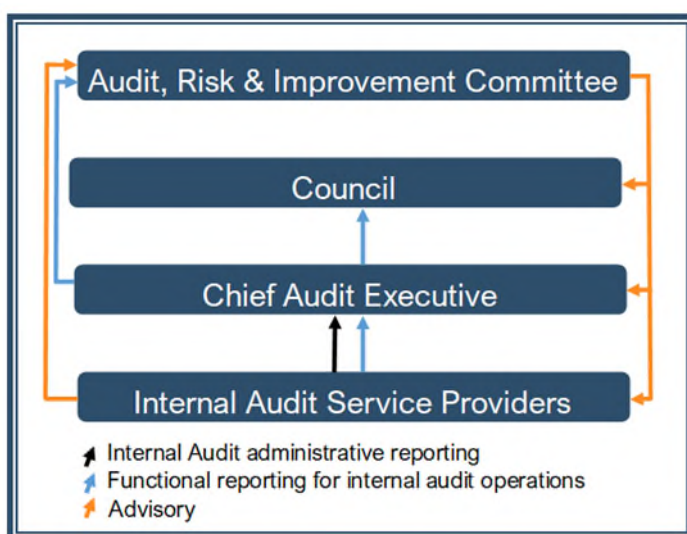 Audit, Risk & Improvement Committee
Council
Chief Audit Executive
Internal Audit Service Providers
Internal Audit administrative reporting
Functional reporting for internal audit operations
Advisory